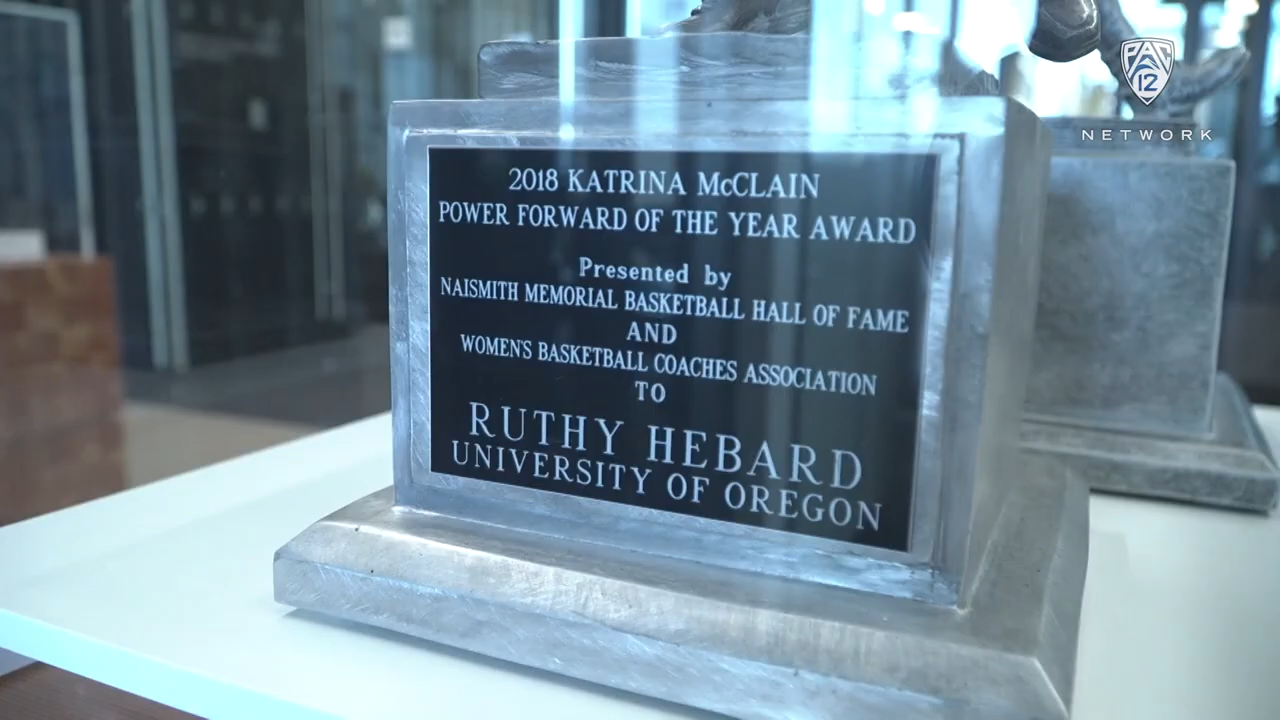 PAC
12
NETWORK
2018 KATRINA McCLAIN
POWER FORWARD OF THE YEAR AWARD
Presented by
NAISMITH MEMORIAL BASKETBALL HALL OF FAME
AND
WOMEN'S BASKETBALL COACHES ASSOCIATION
TO
RUTHY HEBARD
UNIVERSITY OF OREGON